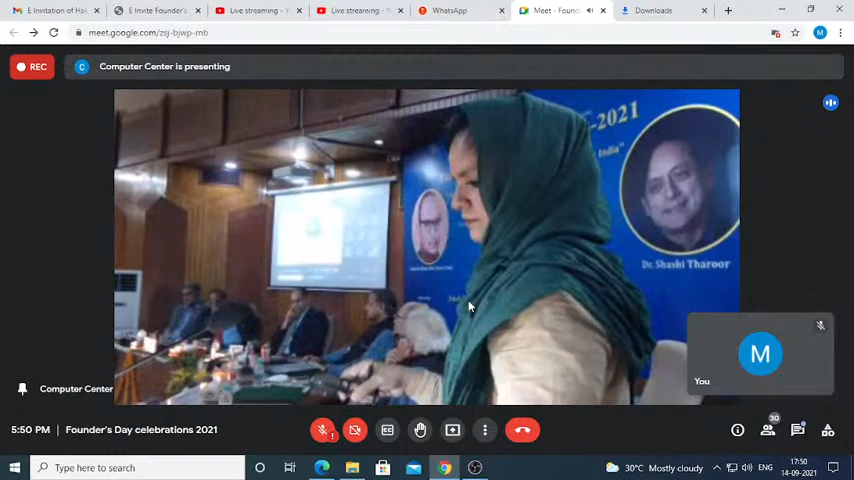 E Invitation of Ha
E Invite Founder's
Live streaming - Y
Live streaming - Y
WhatsApp
Meet - Found
Downloads
meet.google.com/zsj-bjwp-rnb
M
REC
C
Computer Center is presenting
-2021
India"
Dr. Shashi Tharoor
M
You
Computer Center
5:50 PM | Founder's Day celebrations 2021
30
Type here to search
30°C Mostly cloudy
ENG
17:50
14-09-2021